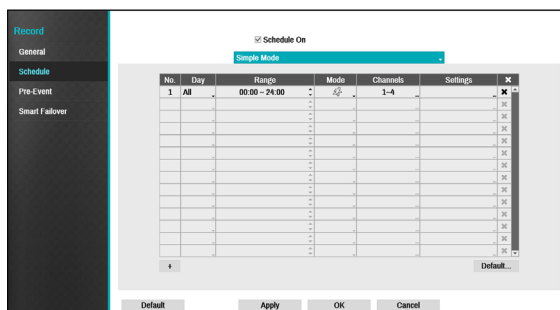 Record
General
Schedule
Pre-Event
Smart Failover
Schedule On
Simple Mode
No. Day Range Mode Channels Settings
1 All 00:00 ~ 24:00 1~4
+ Default...
Default Apply OK Cancel